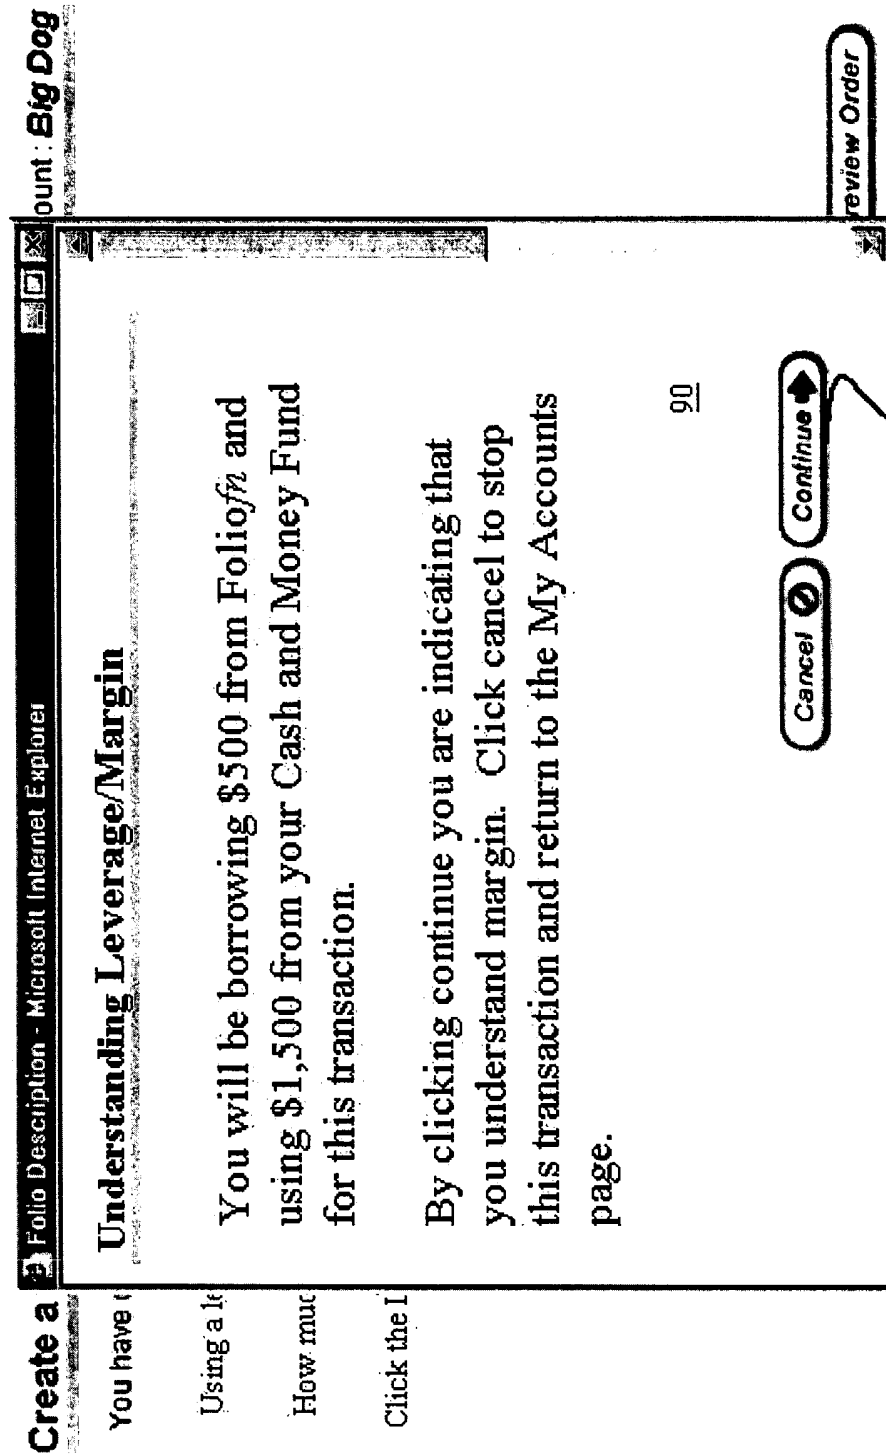 Create a
ount : Big Dog
Folio Description - Microsoft Internet Explorer
Understanding Leverage/Margin
You have
Using a le
How muc
Click the
You will be borrowing $500 from Foliofn and
using $1,500 from your Cash and Money Fund
for this transaction.
By clicking continue you are indicating that
you understand margin. Click cancel to stop
this transaction and return to the My Accounts
page.
90
Cancel
Continue
review Order